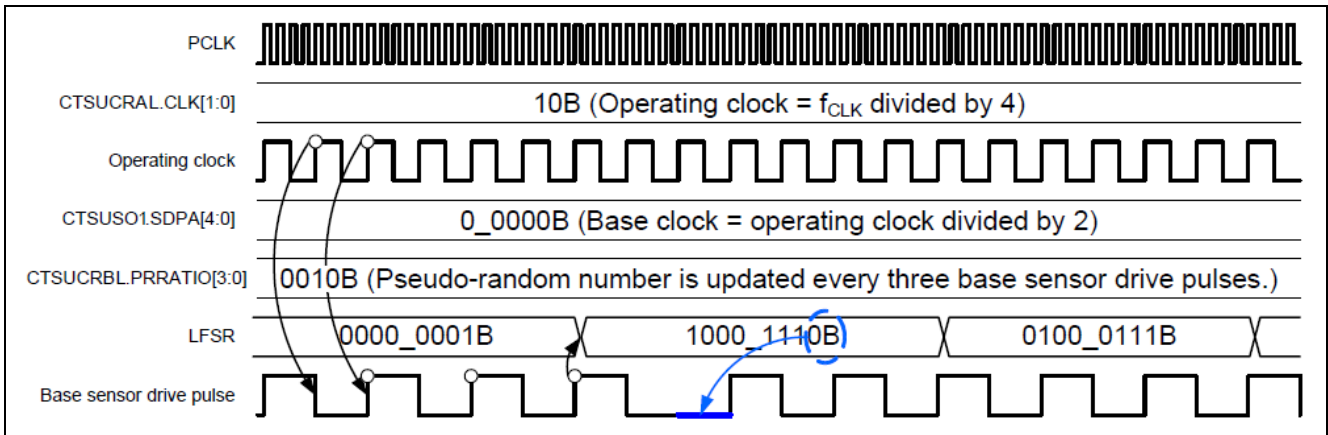 PCLK
CTSUCRAL.CLK[1:0] 10B (Operating clock = fCLK divided by 4)
Operating clock
CTSUSO1.SDPA[4:0] 0_0000B (Base clock = operating clock divided by 2)
CTSUCRBL.PRRATIO[3:0] 0010B (Pseudo-random number is updated every three base sensor drive pulses.)
LFSR 0000_0001B 1000_1110B 0100_0111B
Base sensor drive pulse